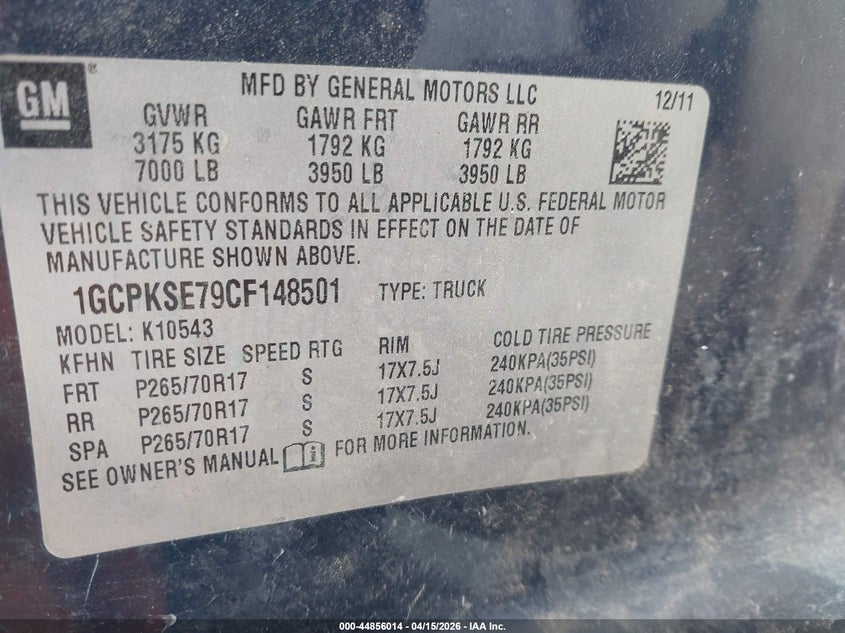 GM®
MFD BY GENERAL MOTORS LLC
12/11
GVWR GAWR FRT GAWR RR
3175 KG 1792 KG 1792 KG
7000 LB 3950 LB 3950 LB
THIS VEHICLE CONFORMS TO ALL APPLICABLE U.S. FEDERAL MOTOR
VEHICLE SAFETY STANDARDS IN EFFECT ON THE DATE OF
MANUFACTURE SHOWN ABOVE.
1GCPKSE79CF148501 TYPE: TRUCK
MODEL: K10543
KFHN TIRE SIZE SPEED RTG RIM COLD TIRE PRESSURE
FRT P265/70R17 S 17X7.5J 240KPA(35PSI)
RR P265/70R17 S 17X7.5J 240KPA(35PSI)
SPA P265/70R17 S 17X7.5J 240KPA(35PSI)
SEE OWNER'S MANUAL i FOR MORE INFORMATION.
000-44856014 - 04/15/2026 - IAA Inc.